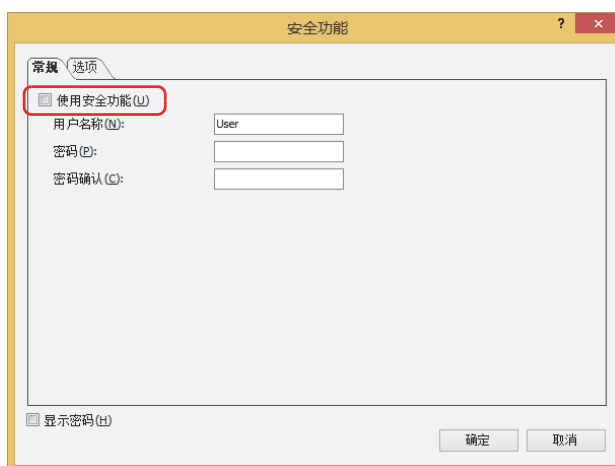 安全功能
? ×
常规 选项
使用安全功能(U)
用户名称(N): User
密码(P):
密码确认(C):
显示密码(H)
确定 取消